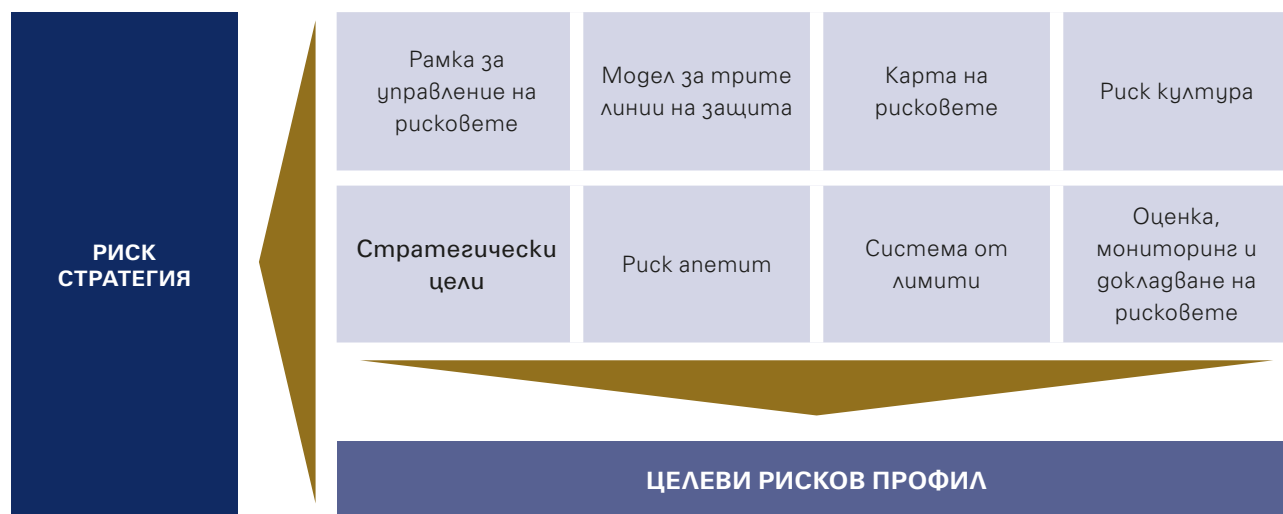 РИСК
СТРАТЕГИЯ
Рамка за
управление на
рисковете
Модел за трите
линии на защита
Карта на
рисковете
Риск култура
Стратегически
цели
Риск апетит
Система от
лимити
Оценка,
мониторинг и
докладване на
рисковете
ЦЕЛЕВИ РИСКОВ ПРОФИЛ